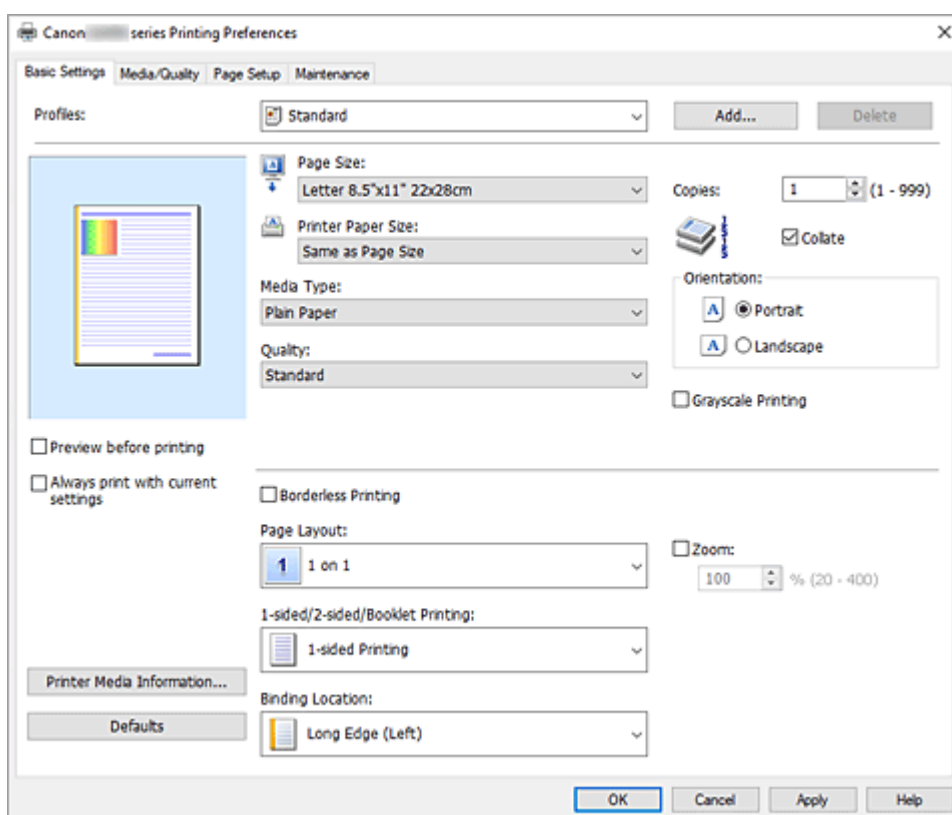 Canon series Printing Preferences
Basic Settings Media/Quality Page Setup Maintenance
Profiles: Standard Add... Delete
Page Size:
Letter 8.5"x11" 22x28cm
Copies: 1 (1 - 999)
Printer Paper Size:
Same as Page Size
Collate
Media Type:
Plain Paper
Orientation:
A Portrait
A Landscape
Quality:
Standard
Grayscale Printing
Preview before printing
Always print with current
settings
Borderless Printing
Page Layout:
1 1 on 1
Zoom:
100 % (20 - 400)
1-sided/2-sided/Booklet Printing:
1-sided Printing
Printer Media Information...
Defaults
Binding Location:
Long Edge (Left)
OK Cancel Apply Help